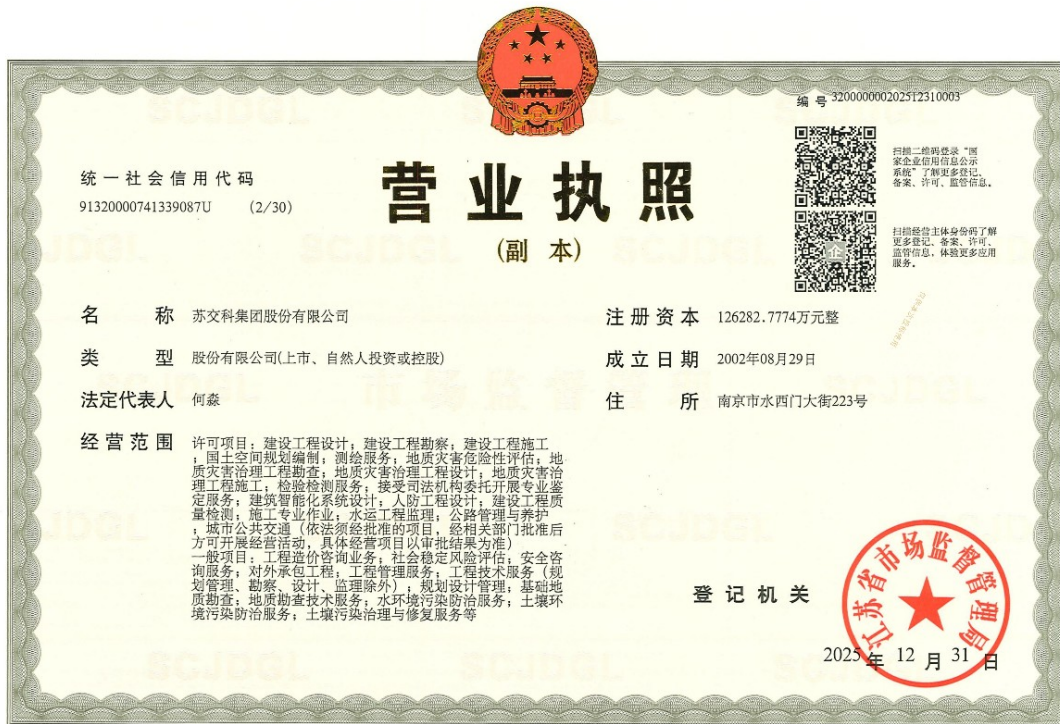 编 号 320000000202512310003
统一社会信用代码
91320000741339087U (2/30)
营业执照
(副 本)
扫描二维码登录“国
家企业信用信息公示
系统”了解更多登记、
备案、许可、监管信息。
扫描经营主体身份码了解
更多登记、备案、许可、
监管信息，体验更多应用
服务。
企
名 称 苏交科集团股份有限公司
类 型 股份有限公司(上市、自然人投资或控股)
法定代表人 何淼
经营范围 许可项目：建设工程设计；建设工程勘察；建设工程施工
；国土空间规划编制；测绘服务；地质灾害危险性评估；地
质灾害治理工程勘查；地质灾害治理工程设计；地质灾害治
理工程施工；检验检测服务；接受司法机构委托开展专业鉴
定服务；建筑智能化系统设计；人防工程设计；建设工程质
量检测；施工专业作业；水运工程监理；公路管理与养护
；城市公共交通（依法须经批准的项目，经相关部门批准后
方可开展经营活动，具体经营项目以审批结果为准）
一般项目：工程造价咨询业务；社会稳定风险评估；安全咨
询服务；对外承包工程；工程管理服务；工程技术服务（规
划管理、勘察、设计、监理除外）；规划设计管理；基础地
质勘查；地质勘查技术服务；水环境污染防治服务；土壤环
境污染防治服务；土壤污染治理与修复服务等
注册资本 126282.7774万元整
成立日期 2002年08月29日
住 所 南京市水西门大街223号
登记机关
江苏省市场监督管理局
2025 年 12 月 31 日
SCJDGL
市场监督管理